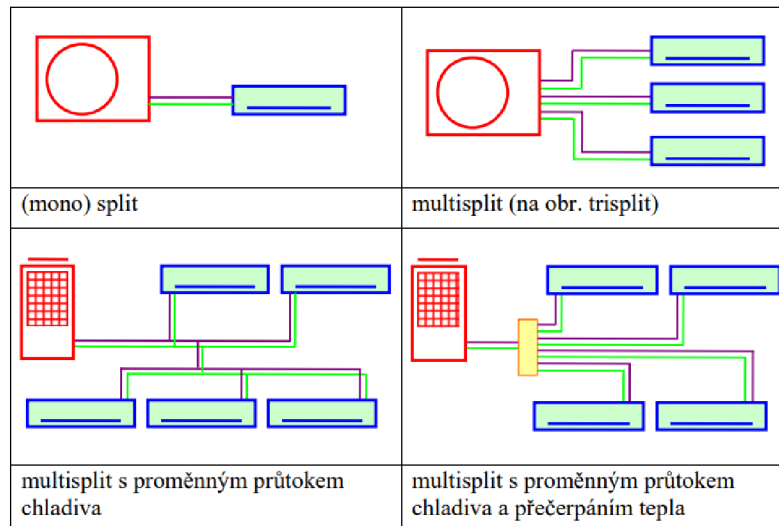 (mono) split
multisplit (na obr. trisplit)
multisplit s proměnným průtokem
chladiva
multisplit s proměnným průtokem
chladiva a přečerpáním tepla